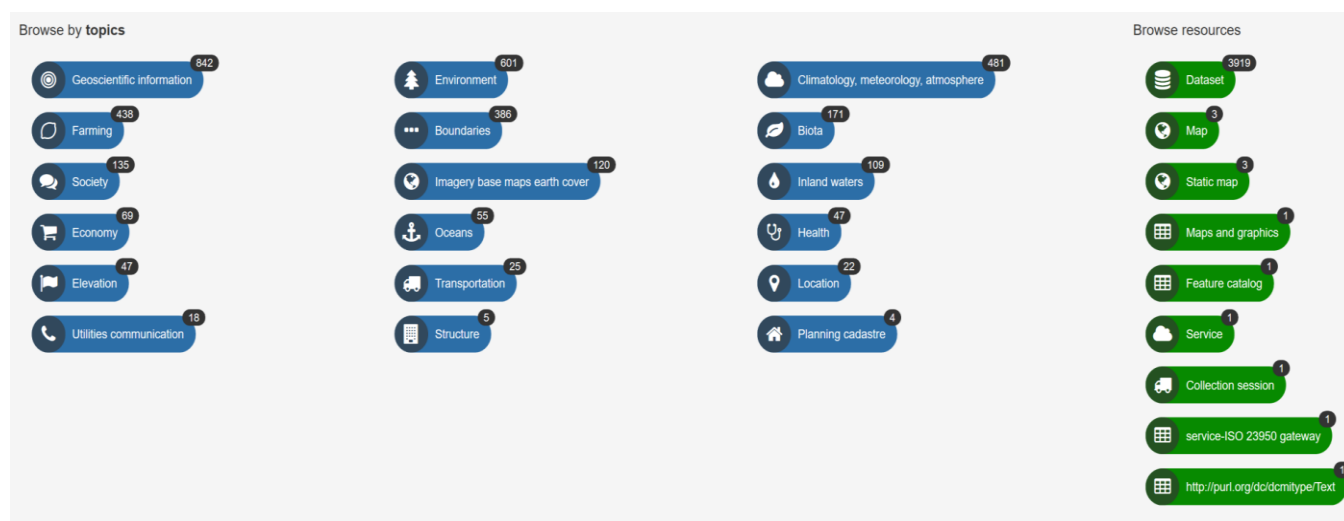 Browse by topics
Browse resources
842
Geoscientific information
601
Environment
481
Climatology, meteorology, atmosphere
3919
Dataset
438
Farming
386
Boundaries
171
Biota
3
Map
135
Society
120
Imagery base maps earth cover
109
Inland waters
3
Static map
69
Economy
55
Oceans
47
Health
1
Maps and graphics
47
Elevation
25
Transportation
22
Location
1
Feature catalog
18
Utilities communication
5
Structure
4
Planning cadastre
1
Service
1
Collection session
1
service-ISO 23950 gateway
1
http://purl.org/dc/dcmitype/Text